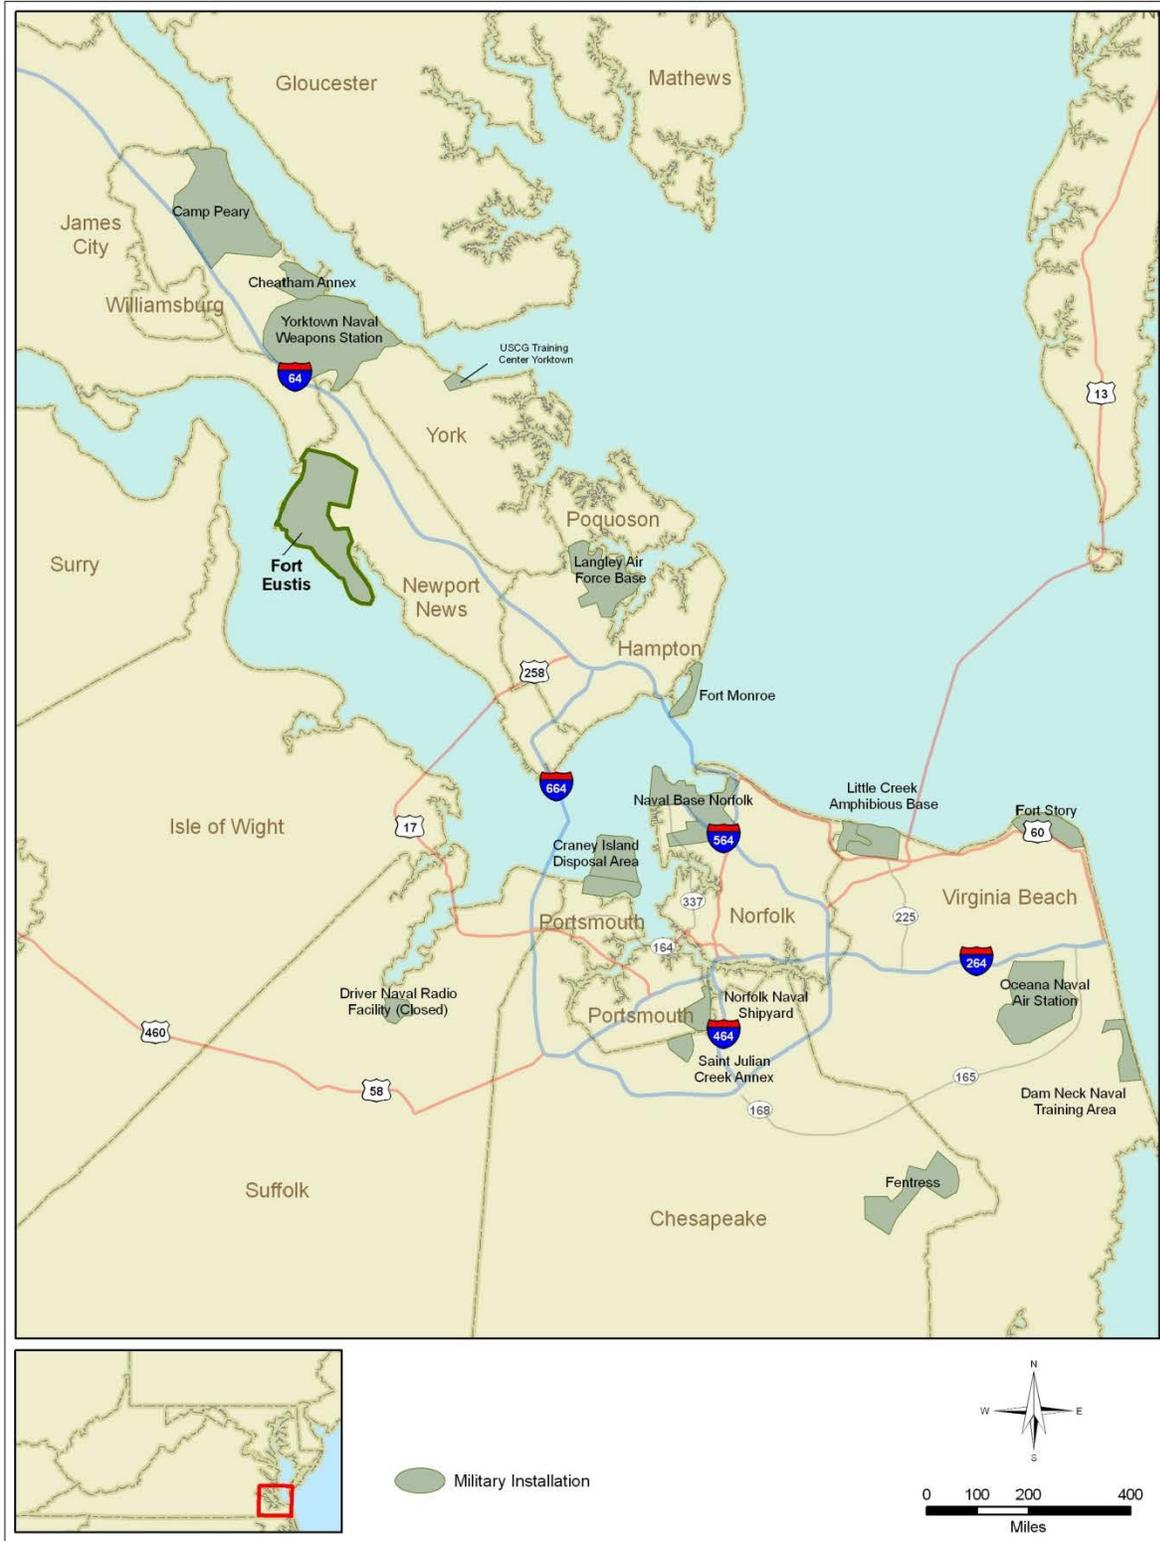 Gloucester
Mathews
Camp Peary
James
City
Cheatham Annex
Williamsburg
Yorktown Naval
Weapons Station
USCG Training
Center Yorktown
64
13
York
Poquoson
Surry
Fort
Eustis
Langley Air
Force Base
Newport
News
Hampton
258
Fort Monroe
664
Little Creek
Amphibious Base
Naval Base Norfolk
Fort Story
Isle of Wight
17
564
60
Craney Island
Disposal Area
337
Virginia Beach
Portsmouth
Norfolk
225
164
264
Driver Naval Radio
Facility (Closed)
Norfolk Naval
Shipyard
Oceana Naval
Air Station
Portsmouth
460
464
Saint Julian
Creek Annex
58
165
Dam Neck Naval
Training Area
168
Fentress
Suffolk
Chesapeake
N
W E
S
Military Installation
0 100 200 400
Miles